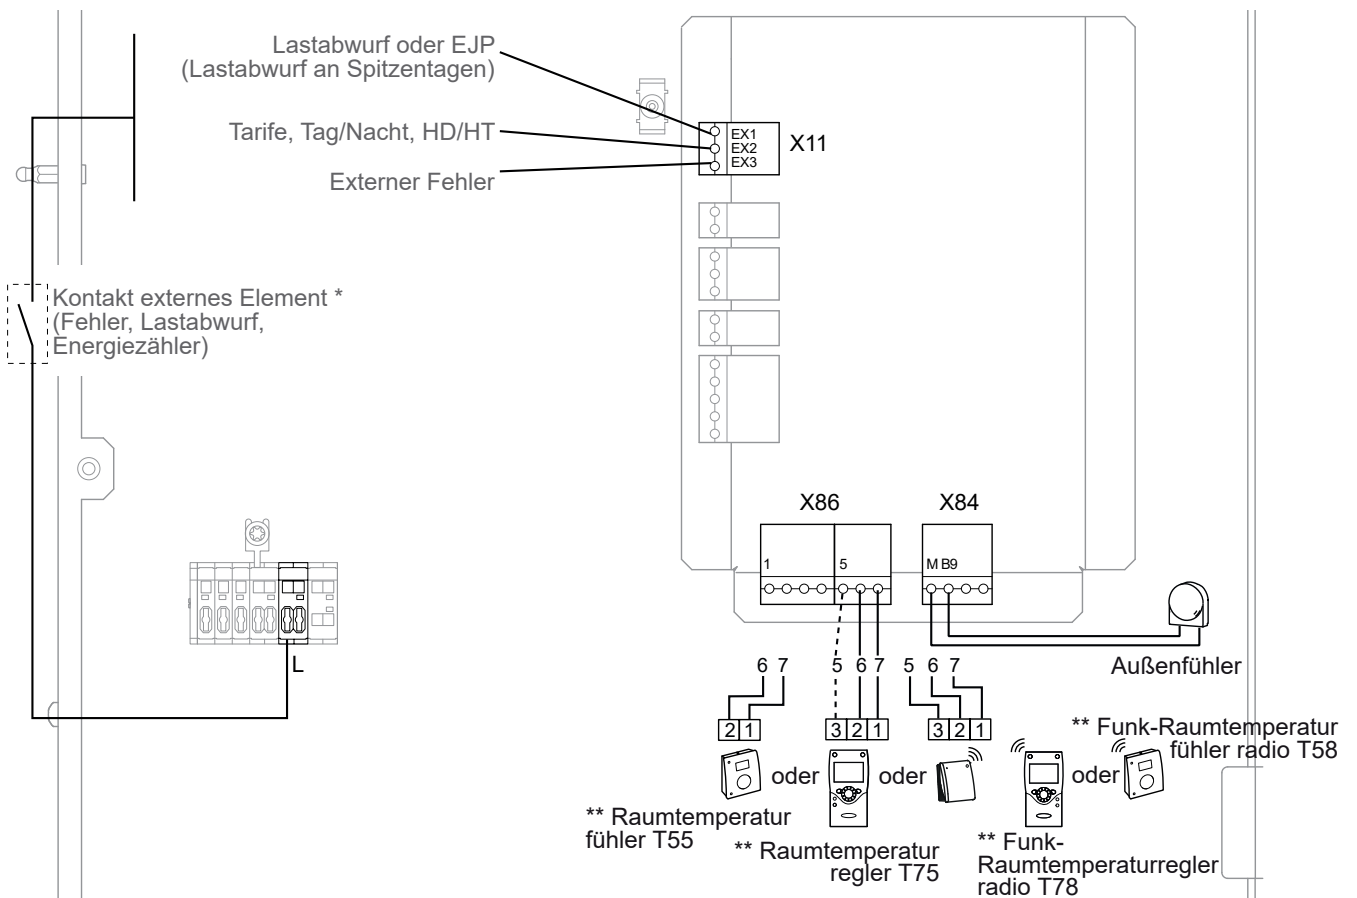 Lastabwurf oder EJP
(Lastabwurf an Spitzentagen)
Tarife, Tag/Nacht, HD/HT
Externer Fehler
EX1
EX2
EX3
X11
Kontakt externes Element *
(Fehler, Lastabwurf,
Energiezähler)
X86
X84
1
5
M B9
L
Außenfühler
6 7
5 6 7
5 6 7
2 1
3 2 1
3 2 1
oder
oder
oder
** Funk-Raumtemperatur
fühler radio T58
** Raumtemperatur
fühler T55
** Raumtemperatur
regler T75
** Funk-
Raumtemperaturregler
radio T78